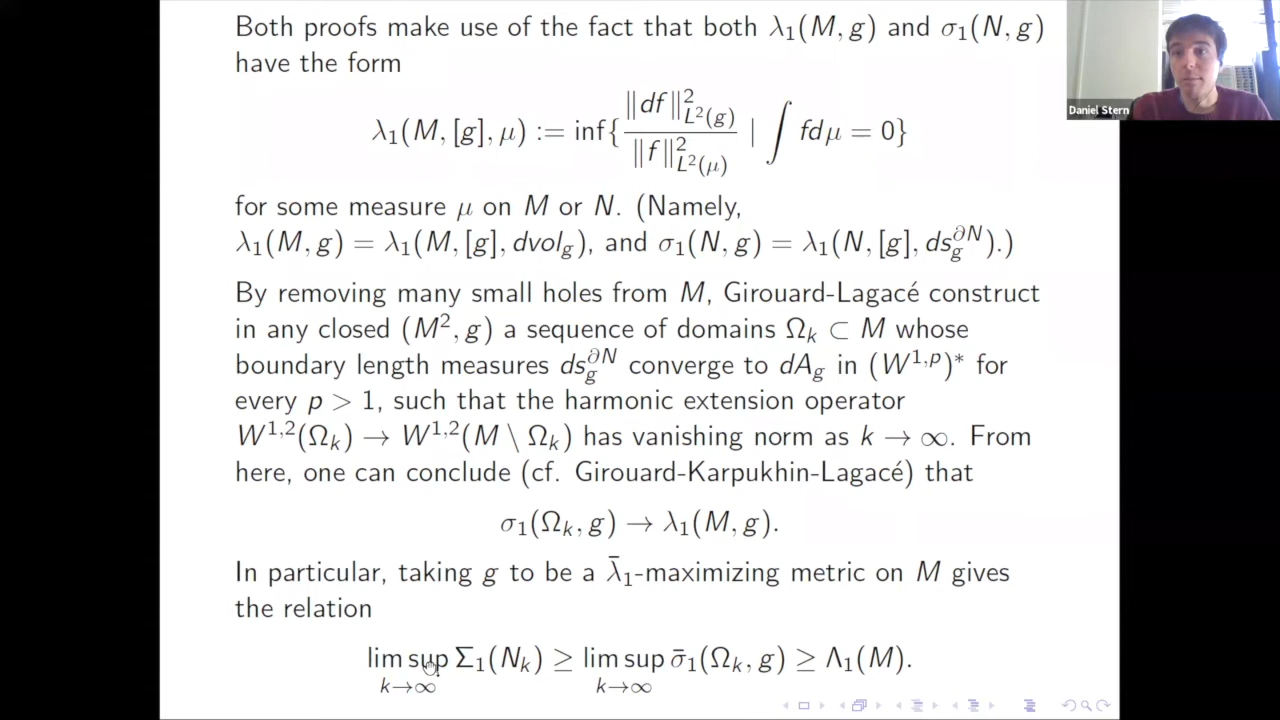 Both proofs make use of the fact that both λ₁(M, g) and σ₁(N, g)
have the form
λ₁(M, [g], μ) := inf{ ‖df‖²_{L²(g)} / ‖f‖²_{L²(μ)} | ∫ fdμ = 0}
for some measure μ on M or N. (Namely,
λ₁(M, g) = λ₁(M, [g], dvol_g), and σ₁(N, g) = λ₁(N, [g], ds_g^{∂N}).)
By removing many small holes from M, Girouard-Lagacé construct
in any closed (M², g) a sequence of domains Ω_k ⊂ M whose
boundary length measures ds_g^{∂N} converge to dA_g in (W^{1,p})* for
every p > 1, such that the harmonic extension operator
W^{1,2}(Ω_k) → W^{1,2}(M \ Ω_k) has vanishing norm as k → ∞. From
here, one can conclude (cf. Girouard-Karpukhin-Lagacé) that
σ₁(Ω_k, g) → λ₁(M, g).
In particular, taking g to be a λ̄₁-maximizing metric on M gives
the relation
lim sup_{k→∞} Σ₁(N_k) ≥ lim sup_{k→∞} σ̄₁(Ω_k, g) ≥ Λ₁(M).
Daniel Stern